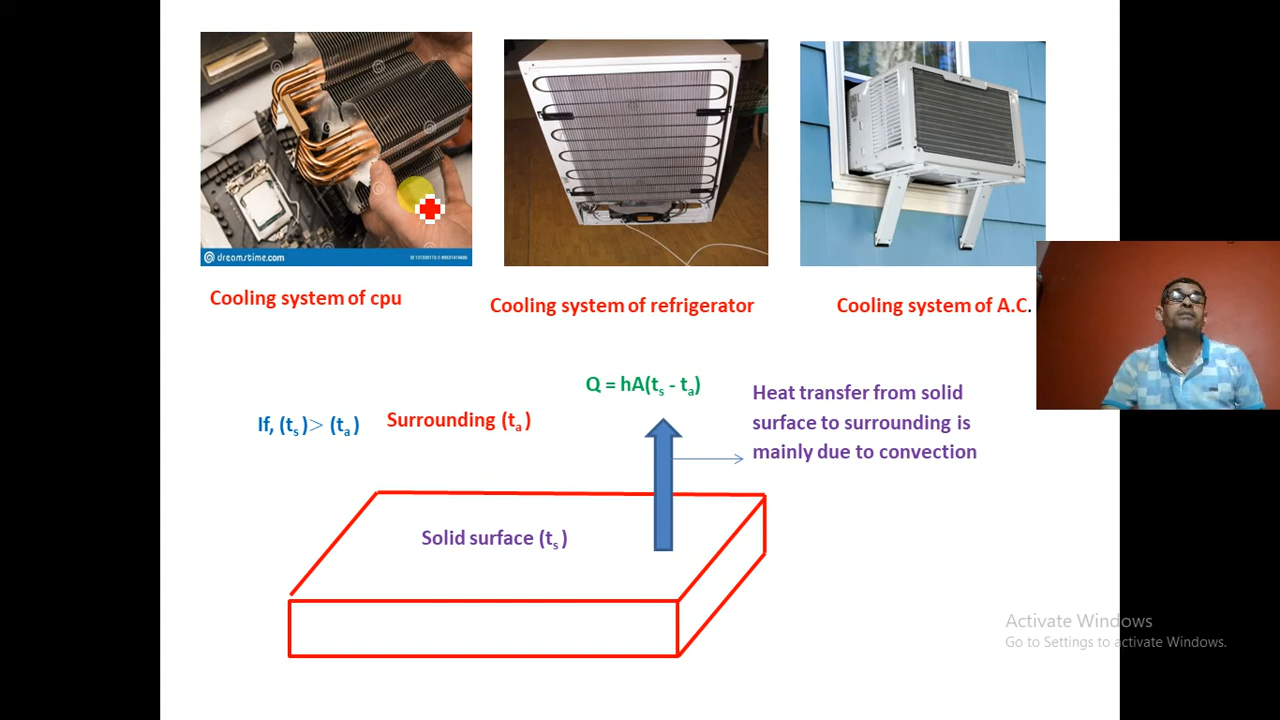 dreamstime.com
Cooling system of cpu
Cooling system of refrigerator
Cooling system of A.C.
Q = hA(ts - ta)
Heat transfer from solid
surface to surrounding is
mainly due to convection
If, (ts)> (ta)
Surrounding (ta)
Solid surface (ts)
Activate Windows
Go to Settings to activate Windows.